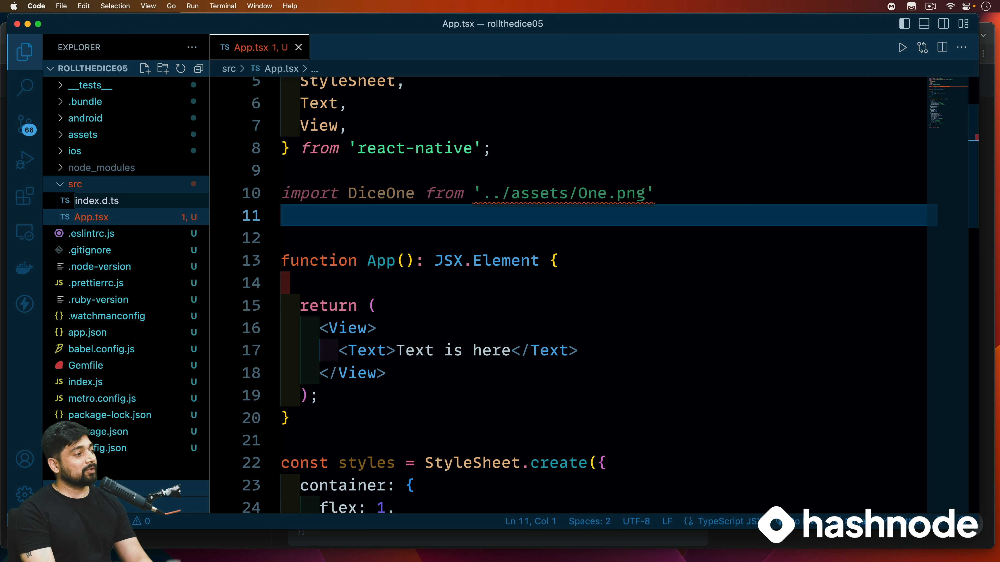 Code File Edit Selection View Go Run Terminal Window Help
App.tsx — rollthedice05
EXPLORER
TS App.tsx 1, U
ROLLTHEDICE05
src > TS App.tsx > ...
__tests__
.bundle
android
assets
ios
node_modules
src
TS index.d.ts
TS App.tsx 1, U
.eslintrc.js U
.gitignore U
.node-version U
JS .prettierrc.js U
.ruby-version U
{} .watchmanconfig U
{} app.json U
babel.config.js U
Gemfile U
JS index.js U
JS metro.config.js U
{} package-lock.json U
kage.json U
fig.json U
66
5 StyleSheet,
6 Text,
7 View,
8 } from 'react-native';
9
10 import DiceOne from '../assets/One.png'
11
12
13 function App(): JSX.Element {
14
15 return (
16 <View>
17 <Text>Text is here</Text>
18 </View>
19 );
20 }
21
22 const styles = StyleSheet.create({
23 container: {
24 flex: 1,
0 Ln 11, Col 1 Spaces: 2 UTF-8 LF TypeScript JSX
hashnode
);